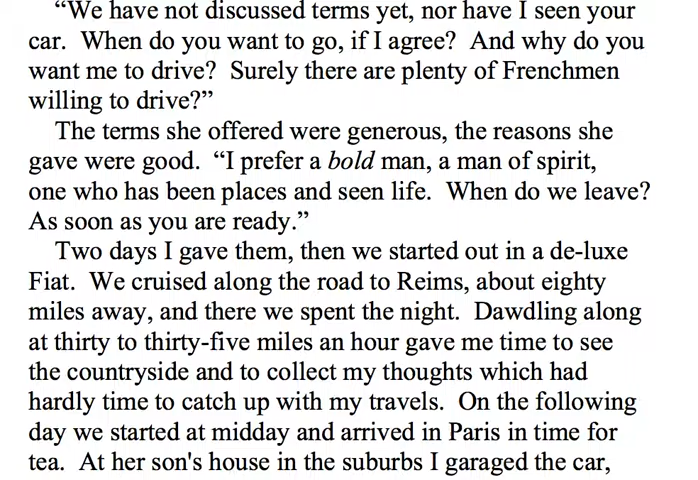 “We have not discussed terms yet, nor have I seen your
car.  When do you want to go, if I agree?  And why do you
want me to drive?  Surely there are plenty of Frenchmen
willing to drive?”
The terms she offered were generous, the reasons she
gave were good.  “I prefer a bold man, a man of spirit,
one who has been places and seen life.  When do we leave?
As soon as you are ready.”
Two days I gave them, then we started out in a de-luxe
Fiat.  We cruised along the road to Reims, about eighty
miles away, and there we spent the night.  Dawdling along
at thirty to thirty-five miles an hour gave me time to see
the countryside and to collect my thoughts which had
hardly time to catch up with my travels.  On the following
day we started at midday and arrived in Paris in time for
tea.  At her son's house in the suburbs I garaged the car,